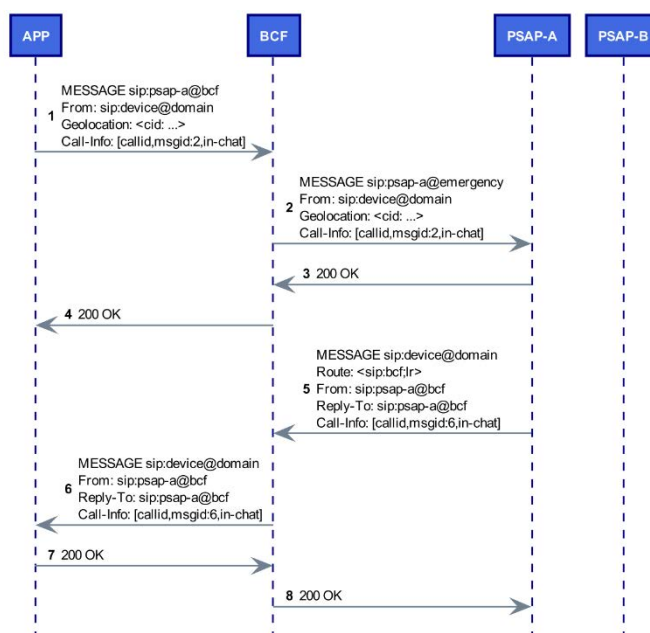 APP
BCF
PSAP-A
PSAP-B
MESSAGE sip:psap-a@bcf
From: sip:device@domain
1
Geolocation: <cid: ...>
Call-Info: [callid,msgid:2,in-chat]
MESSAGE sip:psap-a@emergency
From: sip:device@domain
2
Geolocation: <cid: ...>
Call-Info: [callid,msgid:2,in-chat]
3 200 OK
4 200 OK
MESSAGE sip:device@domain
Route: <sip:bcf;lr>
5 From: sip:psap-a@bcf
Reply-To: sip:psap-a@bcf
Call-Info: [callid,msgid:6,in-chat]
MESSAGE sip:device@domain
From: sip:psap-a@bcf
6
Reply-To: sip:psap-a@bcf
Call-Info: [callid,msgid:6,in-chat]
7 200 OK
8 200 OK